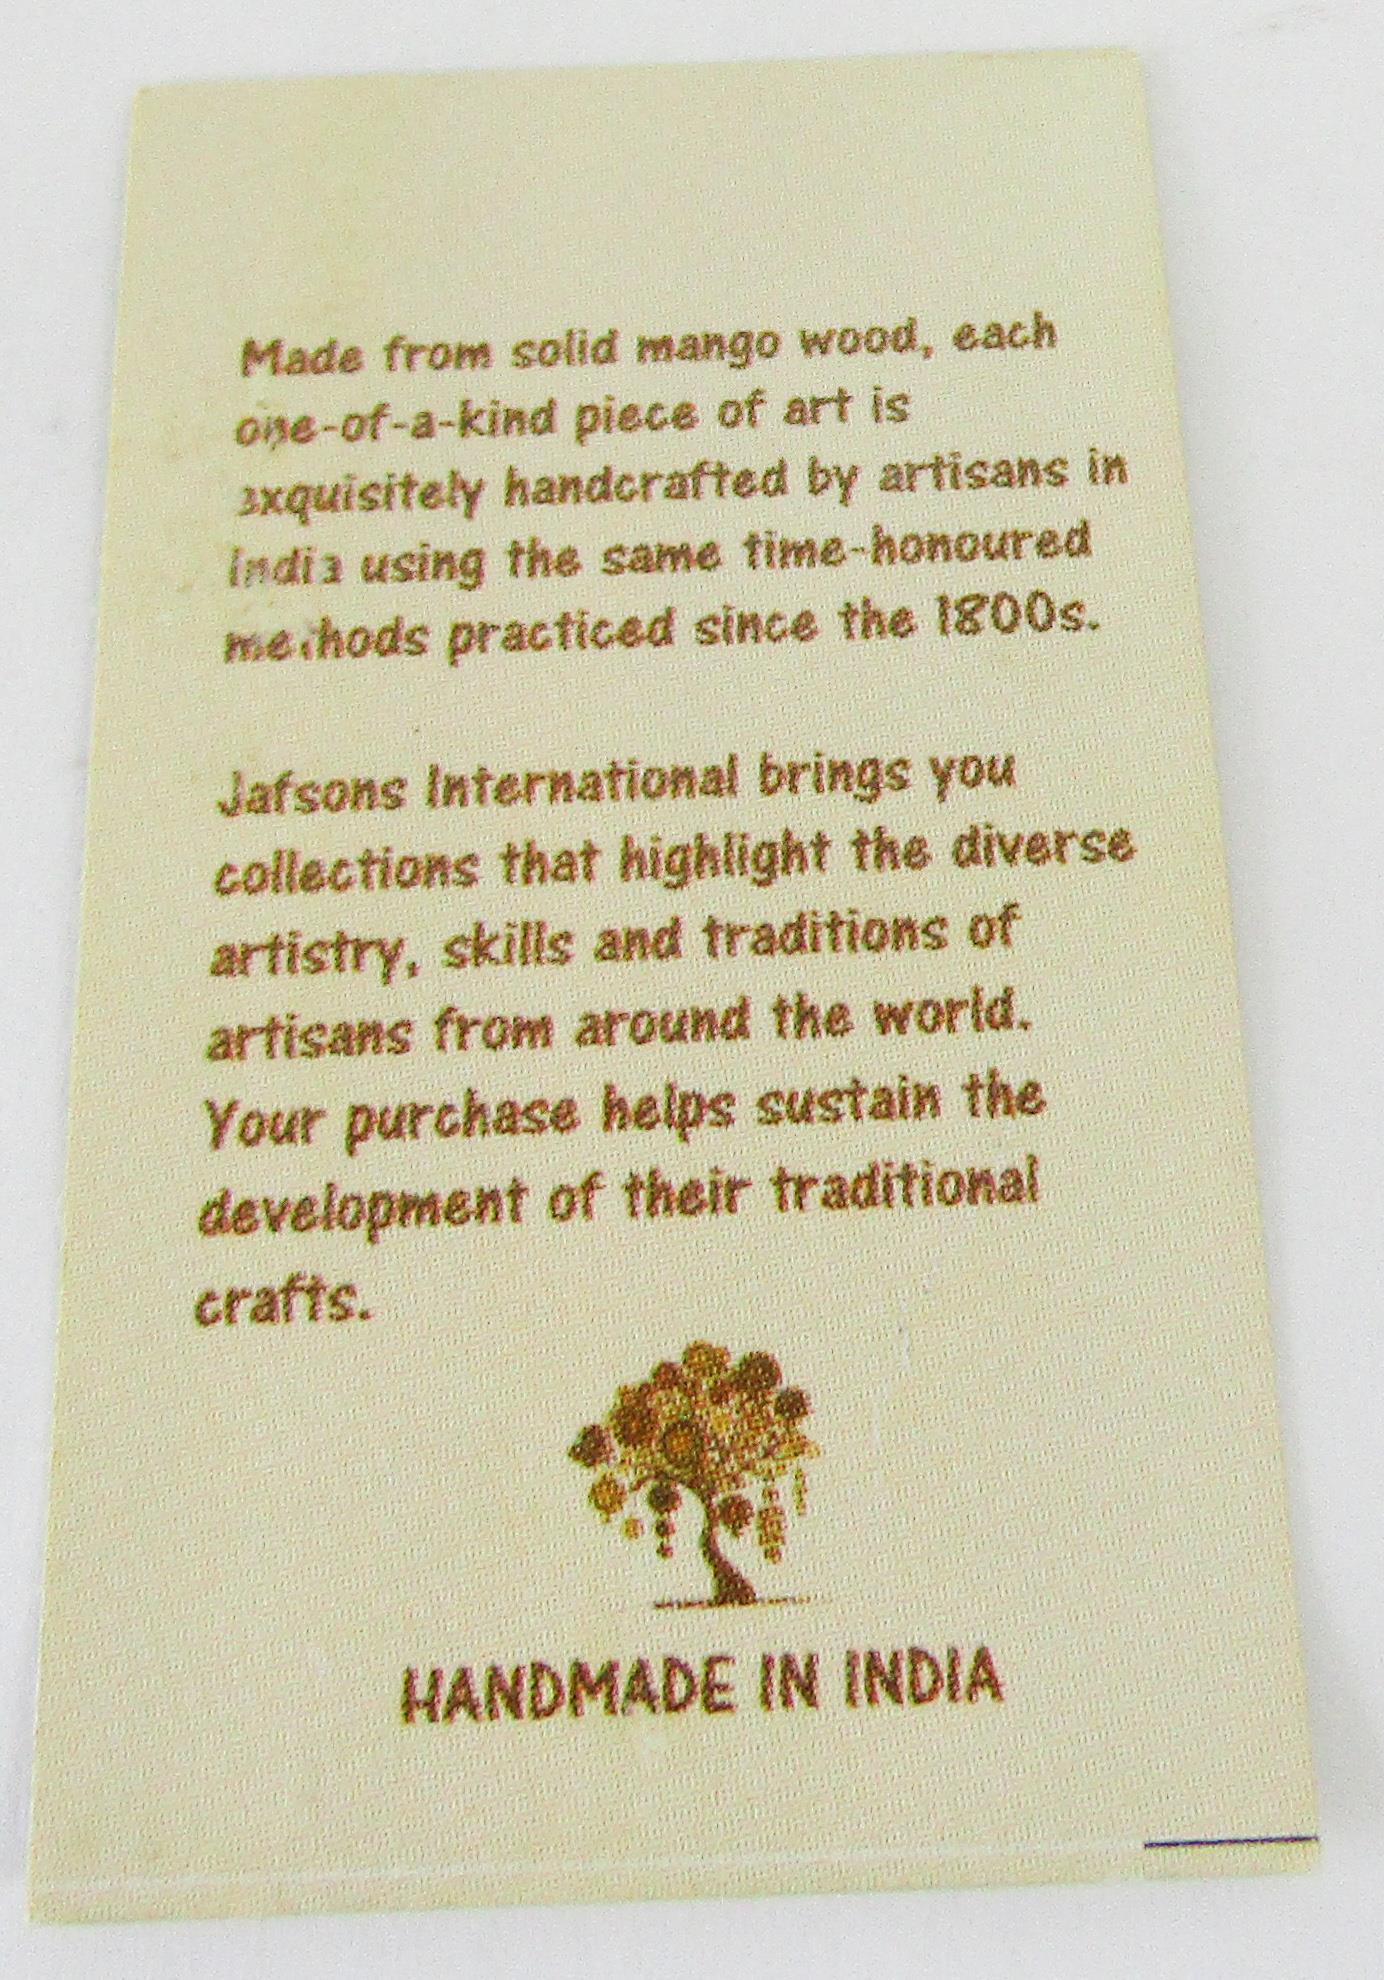 Made from solid mango wood, each
one-of-a-kind piece of art is
exquisitely handcrafted by artisans in
india using the same time-honoured
methods practiced since the 1800s.
Jafsons International brings you
collections that highlight the diverse
artistry, skills and traditions of
artisans from around the world.
Your purchase helps sustain the
development of their traditional
crafts.
HANDMADE IN INDIA